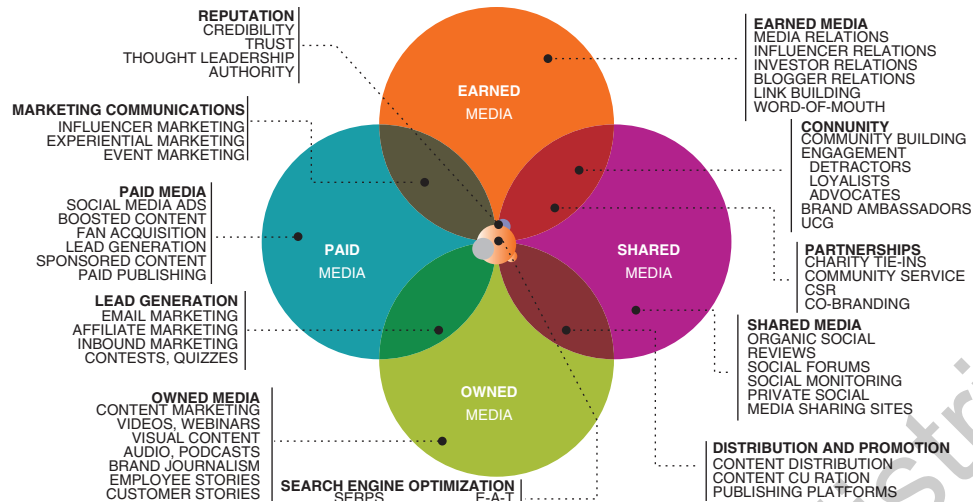 REPUTATION
CREDIBILITY
TRUST
THOUGHT LEADERSHIP
AUTHORITY
MARKETING COMMUNICATIONS
INFLUENCER MARKETING
EXPERIENTIAL MARKETING
EVENT MARKETING
PAID MEDIA
SOCIAL MEDIA ADS
BOOSTED CONTENT
FAN ACQUISITION
LEAD GENERATION
SPONSORED CONTENT
PAID PUBLISHING
LEAD GENERATION
EMAIL MARKETING
AFFILIATE MARKETING
INBOUND MARKETING
CONTESTS, QUIZZES
OWNED MEDIA
CONTENT MARKETING
VIDEOS, WEBINARS
VISUAL CONTENT
AUDIO, PODCASTS
BRAND JOURNALISM
EMPLOYEE STORIES
CUSTOMER STORIES
SEARCH ENGINE OPTIMIZATION
SERPS E-A-T
EARNED
MEDIA
PAID
MEDIA
SHARED
MEDIA
OWNED
MEDIA
EARNED MEDIA
MEDIA RELATIONS
INFLUENCER RELATIONS
INVESTOR RELATIONS
BLOGGER RELATIONS
LINK BUILDING
WORD-OF-MOUTH
CONNUNITY
COMMUNITY BUILDING
ENGAGEMENT
DETRACTORS
LOYALISTS
ADVOCATES
BRAND AMBASSADORS
UCG
PARTNERSHIPS
CHARITY TIE-INS
COMMUNITY SERVICE
CSR
CO-BRANDING
SHARED MEDIA
ORGANIC SOCIAL
REVIEWS
SOCIAL FORUMS
SOCIAL MONITORING
PRIVATE SOCIAL
MEDIA SHARING SITES
DISTRIBUTION AND PROMOTION
CONTENT DISTRIBUTION
CONTENT CU RATION
PUBLISHING PLATFORMS